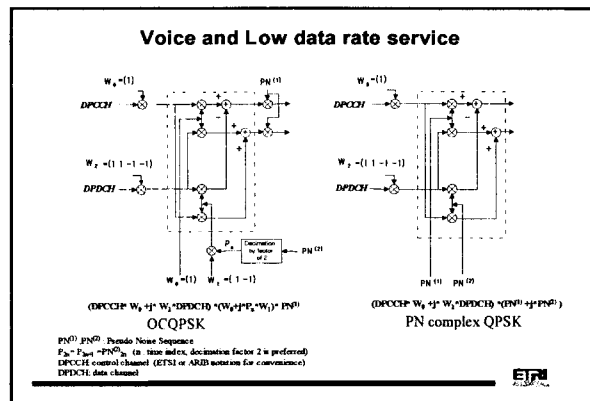 Voice and Low data rate service
W₀ =(1)
DPCCH
W₂ =(1 1 -1 -1)
DPDCH
PN⁽¹⁾
+
−
+
+
P
Decimation
by factor
of 2
PN⁽²⁾
W₀=(1)
W₁ = (1 -1)
(DPCCH* W₀ +j* W₂*DPDCH) *(W₀+j*P *W₁)* PN⁽¹⁾
OCQPSK
W₀ =(1)
DPCCH
W₂ =(1 1 -1 -1)
DPDCH
+
−
+
+
PN⁽¹⁾
PN⁽²⁾
(DPCCH* W₀ +j* W₂*DPDCH) *(PN⁽¹⁾ +j*PN⁽²⁾ )
PN complex QPSK
PN⁽¹⁾ ,PN⁽²⁾ : Pseudo Noise Sequence
P₂ₙ= P₂ₙ₊₁ =PN⁽²⁾₂ₙ (n : time index, decimation factor 2 is preferred)
DPCCH: control channel (ETSI or ARIB notation for convenience)
DPDCH: data channel